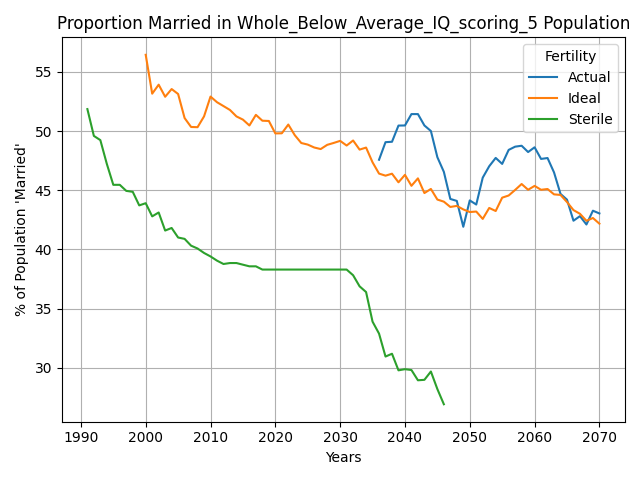 Proportion Married in Whole_Below_Average_IQ_scoring_5 Population
% of Population 'Married'
55
50
45
40
35
30
Fertility
Actual
Ideal
Sterile
1990 2000 2010 2020 2030 2040 2050 2060 2070
Years